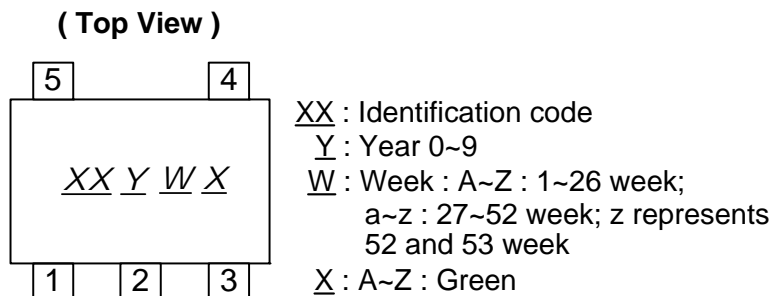 ( Top View )
5 4
XX Y W X
1 2 3
XX : Identification code
Y : Year 0~9
W : Week : A~Z : 1~26 week;
a~z : 27~52 week; z represents
52 and 53 week
X : A~Z : Green